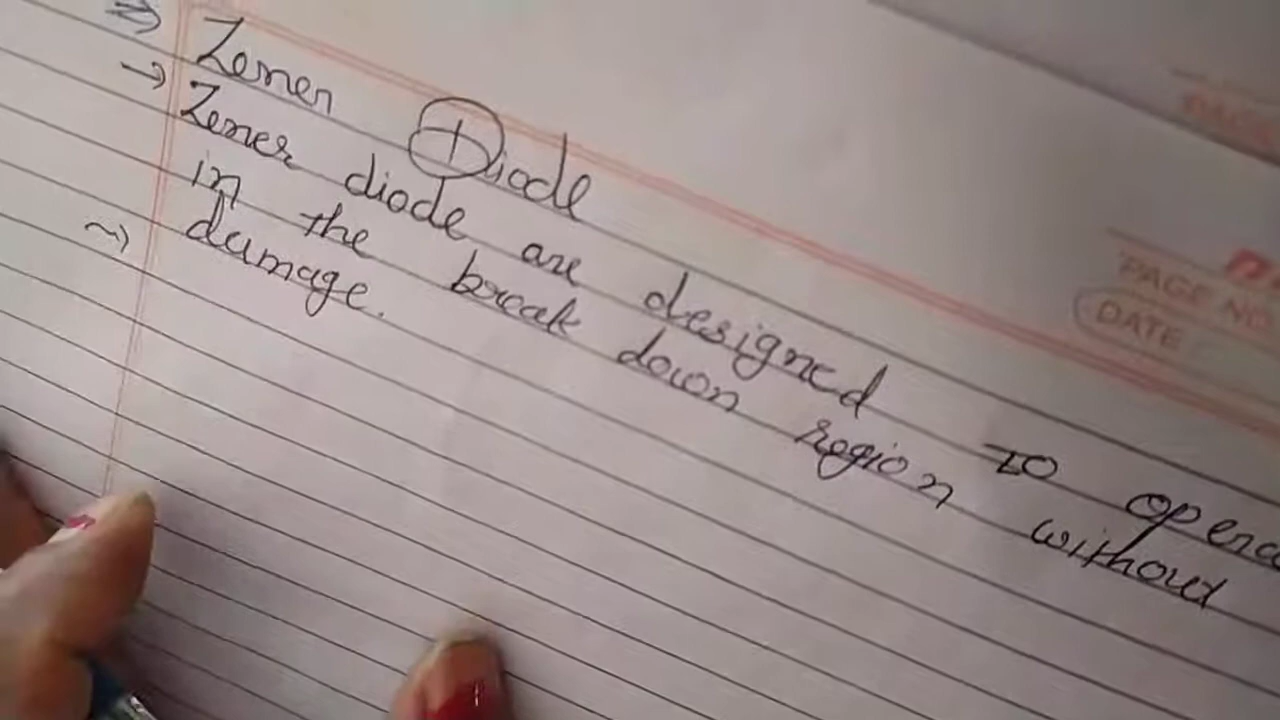 ⇒ Zener Diode
→ Zener diode are designed to opera
in the break down region without
damage.
→
PAGE NO
DATE